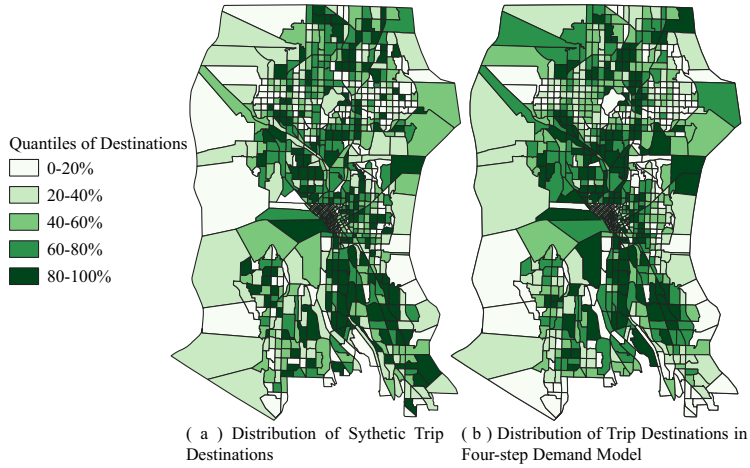 Quantiles of Destinations
0-20%
20-40%
40-60%
60-80%
80-100%
( a ) Distribution of Sythetic Trip
Destinations
( b ) Distribution of Trip Destinations in
Four-step Demand Model